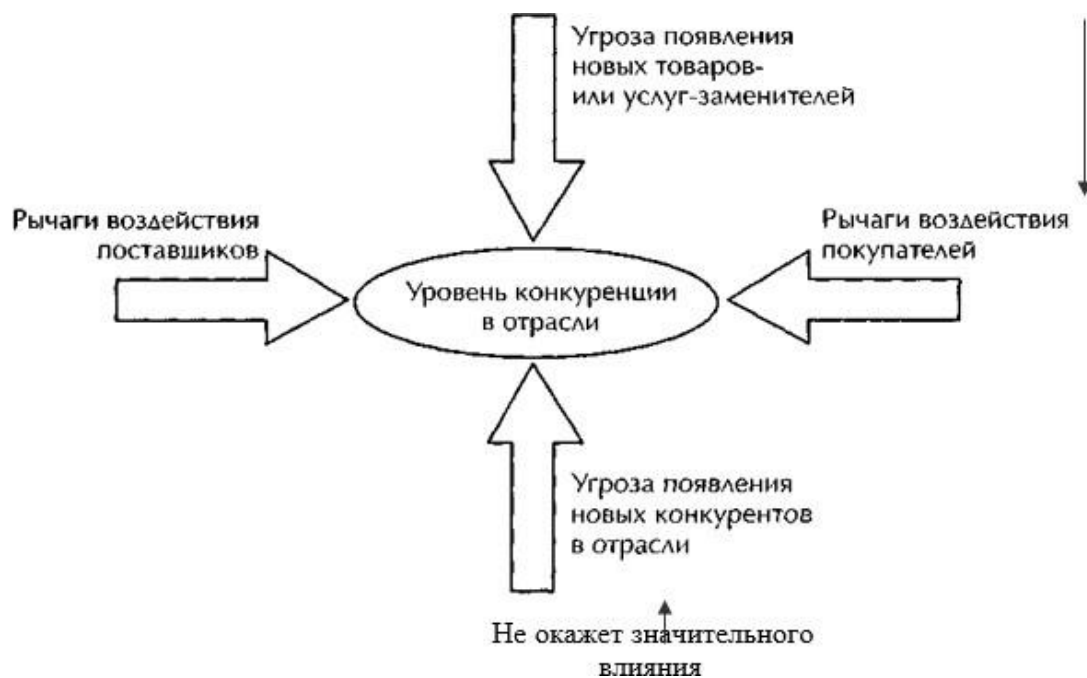 Угроза появления
новых товаров-
или услуг-заменителей
Рычаги воздействия
поставщиков
Рычаги воздействия
покупателей
Уровень конкуренции
в отрасли
Угроза появления
новых конкурентов
в отрасли
Не окажет значительного
влияния